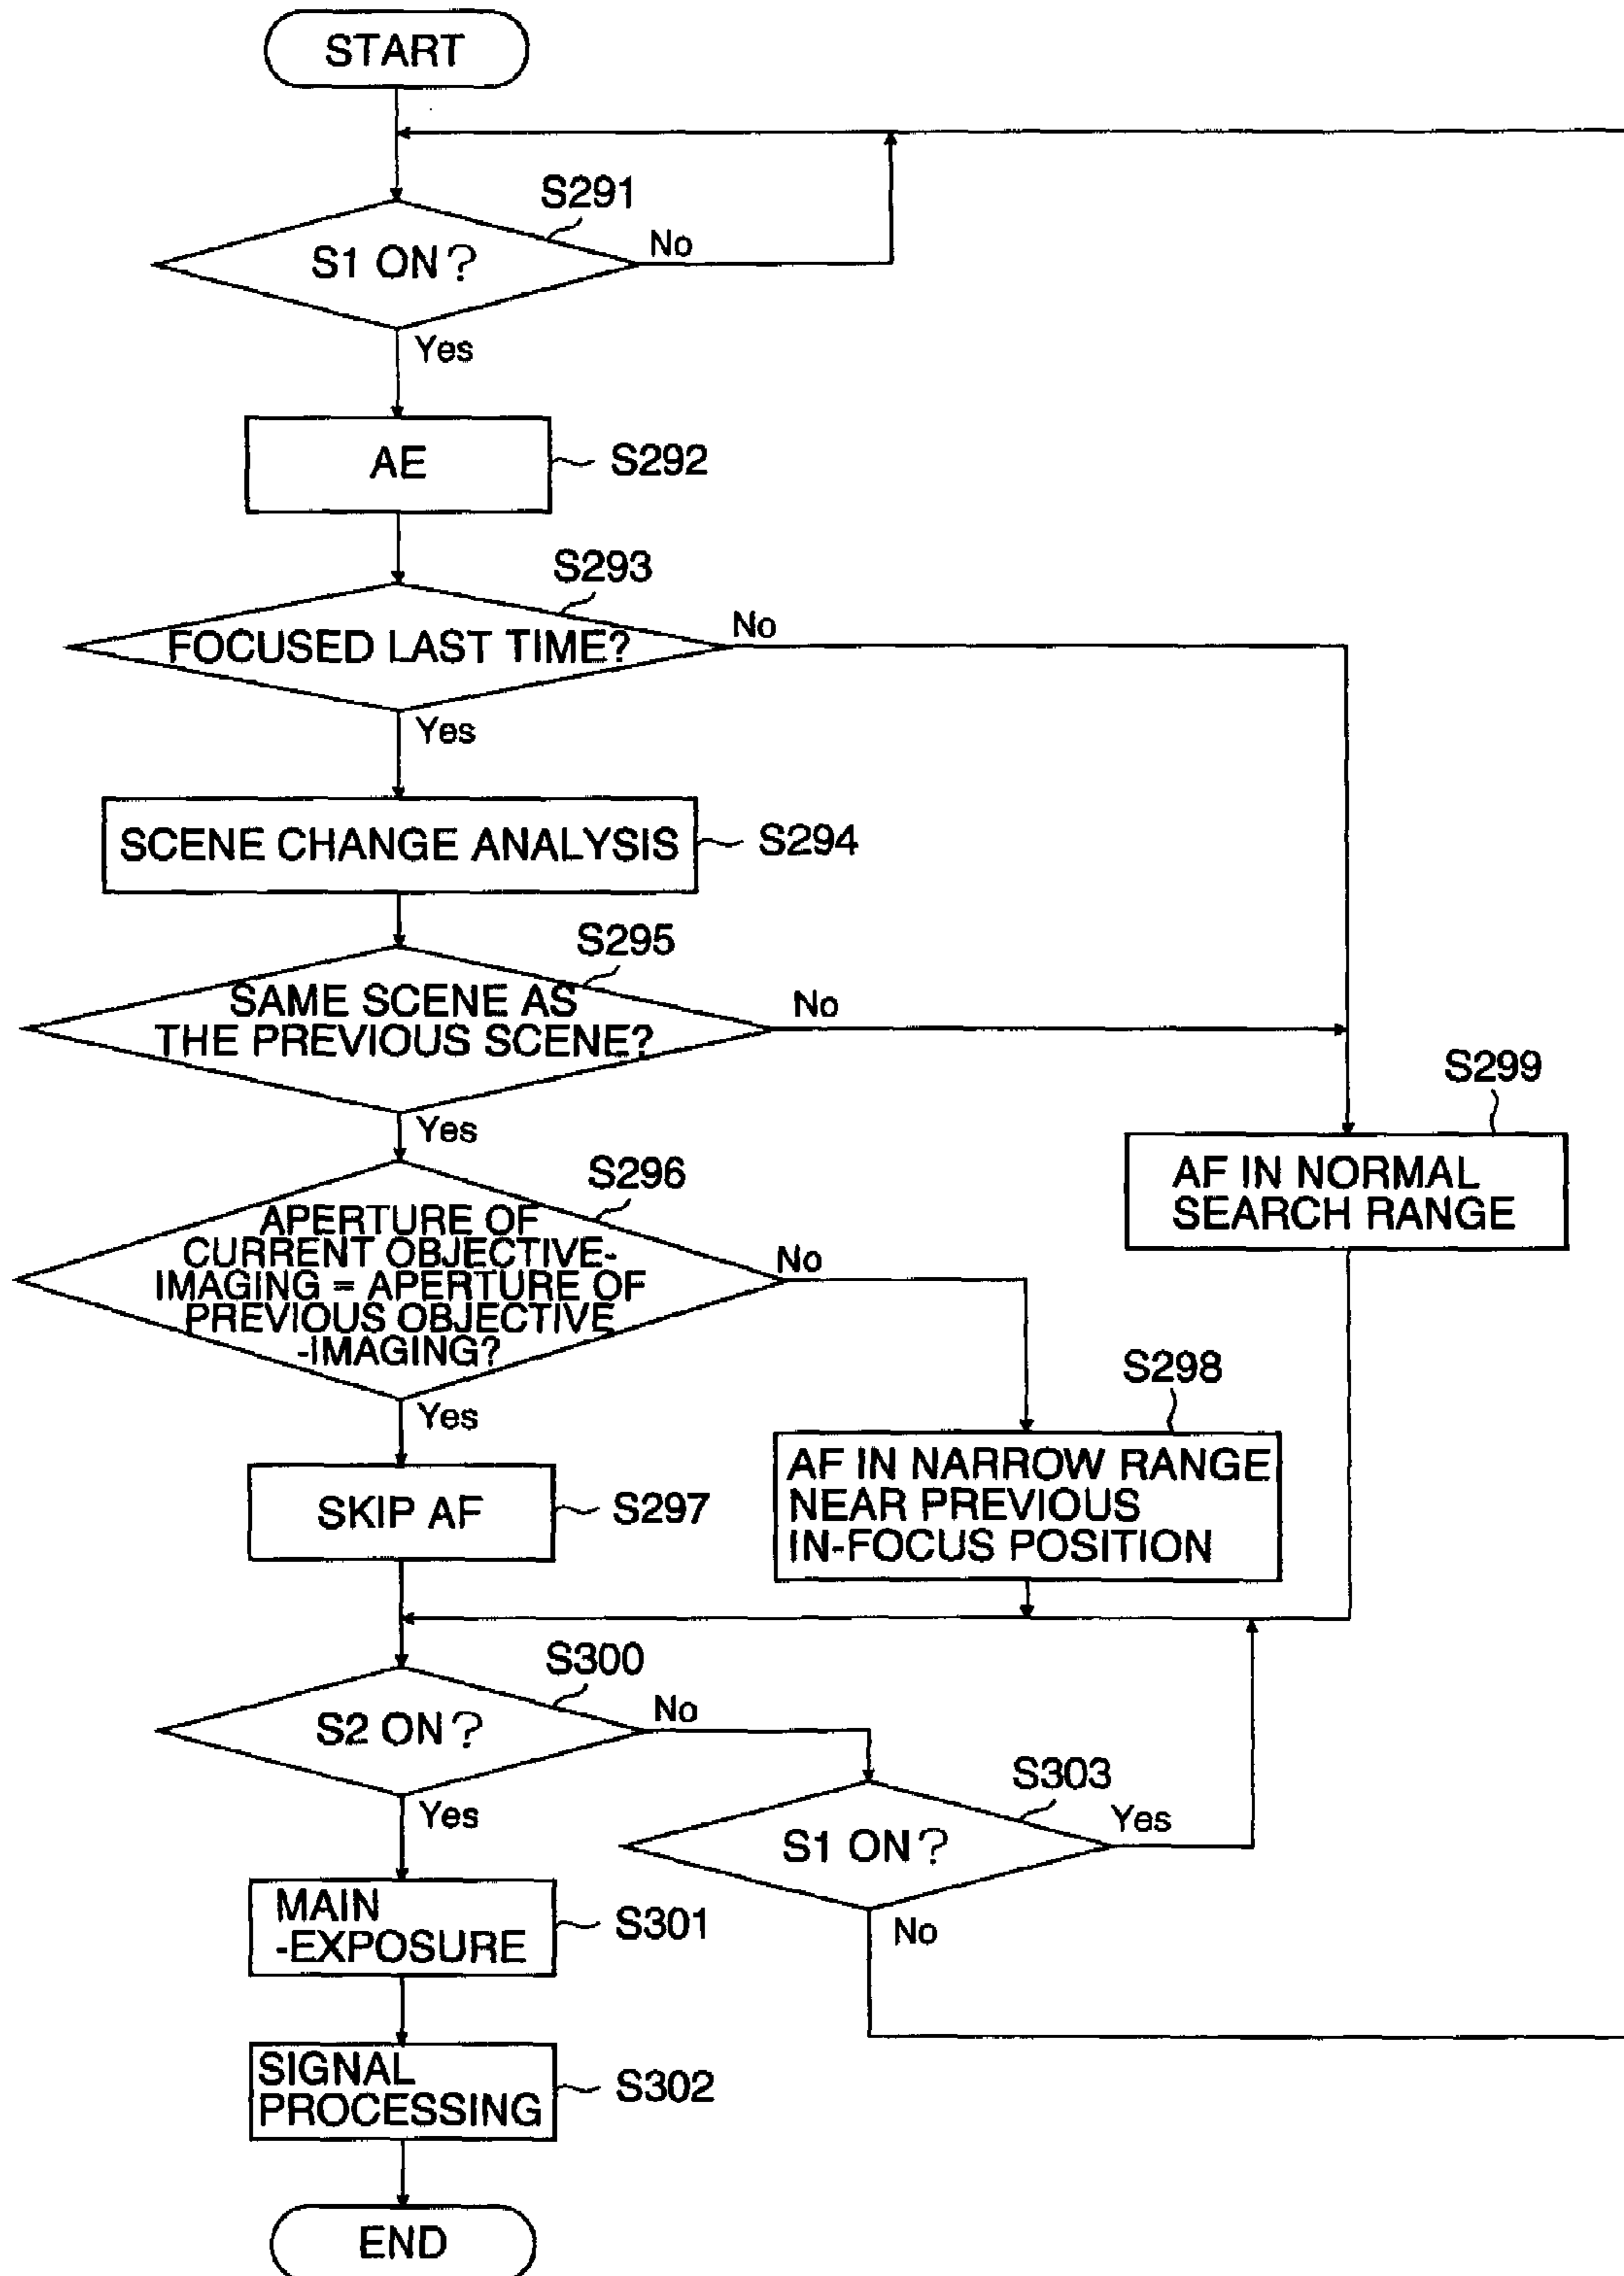 START
S291
S1 ON?
No
Yes
AE
S292
S293
FOCUSED LAST TIME?
No
Yes
SCENE CHANGE ANALYSIS
S294
S295
SAME SCENE AS
THE PREVIOUS SCENE?
No
Yes
S299
AF IN NORMAL
SEARCH RANGE
S296
APERTURE OF
CURRENT OBJECTIVE-
IMAGING = APERTURE OF
PREVIOUS OBJECTIVE
-IMAGING?
No
Yes
S298
AF IN NARROW RANGE
NEAR PREVIOUS
IN-FOCUS POSITION
SKIP AF
S297
S300
S2 ON?
No
Yes
S303
S1 ON?
Yes
No
MAIN
-EXPOSURE
S301
SIGNAL
PROCESSING
S302
END